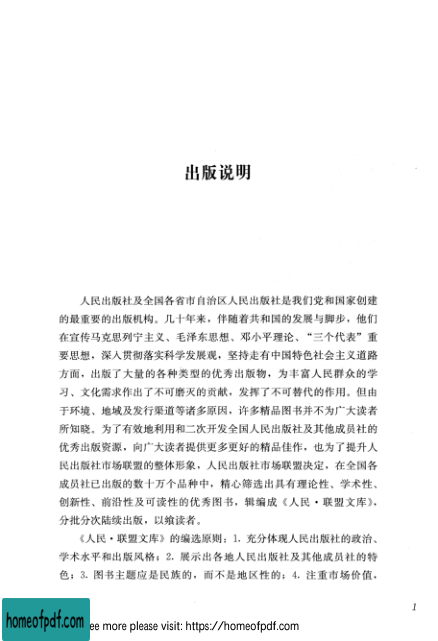 出版说明
人民出版社及全国各省市自治区人民出版社是我们党和国家创建
的最重要的出版机构。几十年来，伴随着共和国的发展与脚步，他们
在宣传马克思列宁主义、毛泽东思想、邓小平理论、“三个代表”重
要思想，深入贯彻落实科学发展观，坚持走有中国特色社会主义道路
方面，出版了大量的各种类型的优秀出版物，为丰富人民群众的学
习、文化需求作出了不可磨灭的贡献，发挥了不可替代的作用。但由
于环境、地域及发行渠道等诸多原因，许多精品图书并不为广大读者
所知晓。为了有效地利用和二次开发全国人民出版社及其他成员社的
优秀出版资源，向广大读者提供更多更好的精品佳作，也为了提升人
民出版社市场联盟的整体形象，人民出版社市场联盟决定，在全国各
成员社已出版的数十万个品种中，精心筛选出具有理论性、学术性、
创新性、前沿性及可读性的优秀图书，辑编成《人民·联盟文库》，
分批分次陆续出版，以飨读者。
《人民·联盟文库》的编选原则：1. 充分体现人民出版社的政治、
学术水平和出版风格；2. 展示出各地人民出版社及其他成员社的特
色；3. 图书主题应是民族的，而不是地区性的；4. 注重市场价值，
1
homeofpdf.com
ee more please visit: https://homeofpdf.com